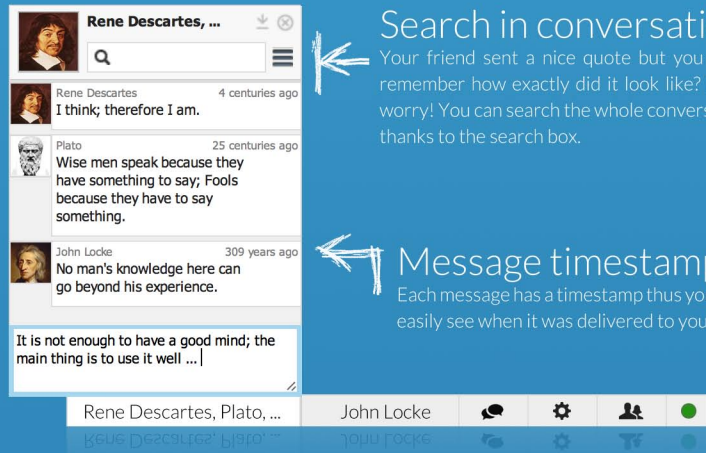 Rene Descartes, ...
Rene Descartes 4 centuries ago
I think; therefore I am.
Plato 25 centuries ago
Wise men speak because they
have something to say; Fools
because they have to say
something.
John Locke 309 years ago
No man's knowledge here can
go beyond his experience.
It is not enough to have a good mind; the
main thing is to use it well ...
Search in conversati
Your friend sent a nice quote but you
remember how exactly did it look like?
worry! You can search the whole convers
thanks to the search box.
Message timestamp
Each message has a timestamp thus yo
easily see when it was delivered to you
Rene Descartes, Plato, ... John Locke